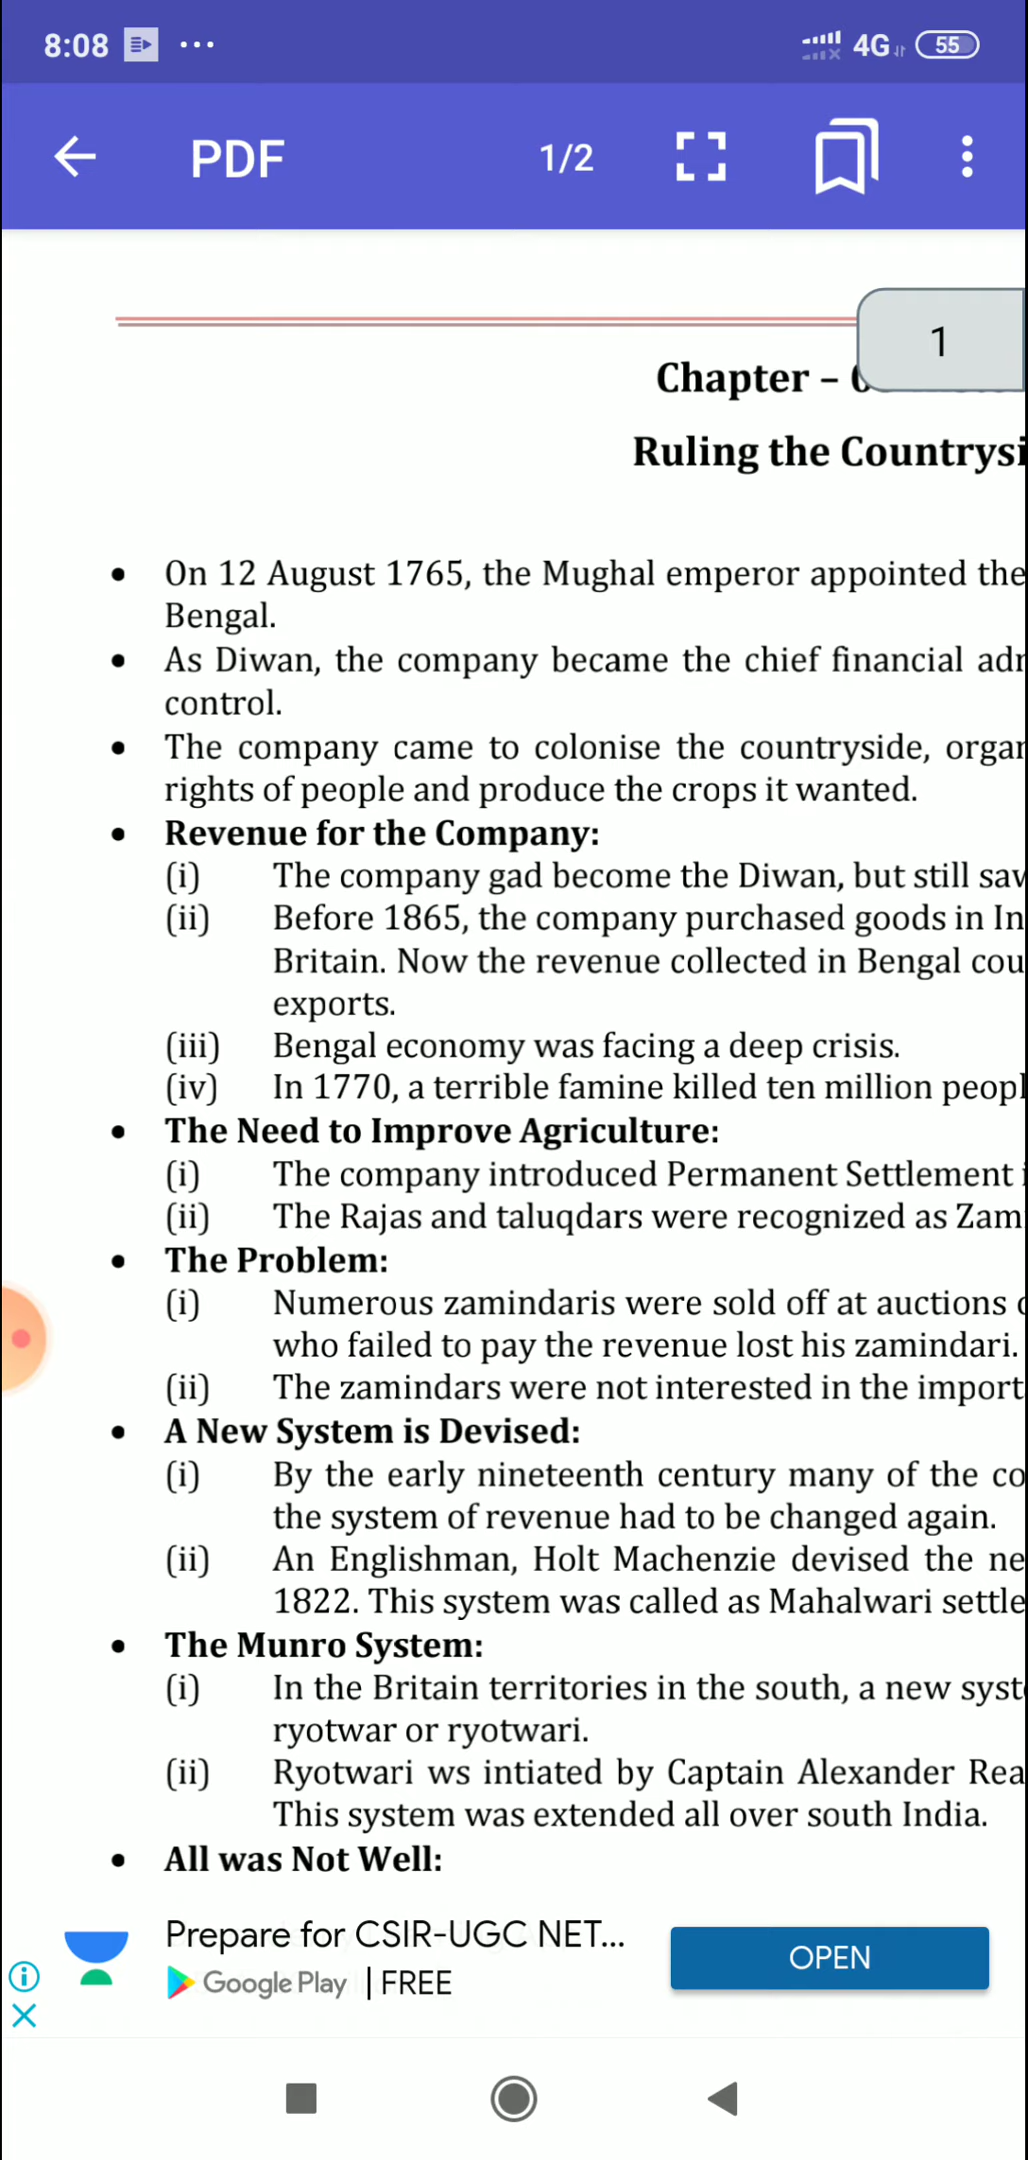 8:08
4G 55
PDF 1/2
1
Chapter –
Ruling the Countrysi
• On 12 August 1765, the Mughal emperor appointed the
Bengal.
• As Diwan, the company became the chief financial
control.
• The company came to colonise the countryside,
rights of people and produce the crops it wanted.
• Revenue for the Company:
(i) The company gad become the Diwan, but still
(ii) Before 1865, the company purchased goods in
Britain. Now the revenue collected in Bengal
exports.
(iii) Bengal economy was facing a deep crisis.
(iv) In 1770, a terrible famine killed ten million peopl
• The Need to Improve Agriculture:
(i) The company introduced Permanent Settlement
(ii) The Rajas and taluqdars were recognized as Zam
• The Problem:
(i) Numerous zamindaris were sold off at auctions
who failed to pay the revenue lost his zamindari.
(ii) The zamindars were not interested in the import
• A New System is Devised:
(i) By the early nineteenth century many of the co
the system of revenue had to be changed again.
(ii) An Englishman, Holt Machenzie devised the ne
1822. This system was called as Mahalwari settle
• The Munro System:
(i) In the Britain territories in the south, a new syst
ryotwar or ryotwari.
(ii) Ryotwari ws intiated by Captain Alexander Rea
This system was extended all over south India.
• All was Not Well:
Prepare for CSIR-UGC NET...
Google Play | FREE
OPEN